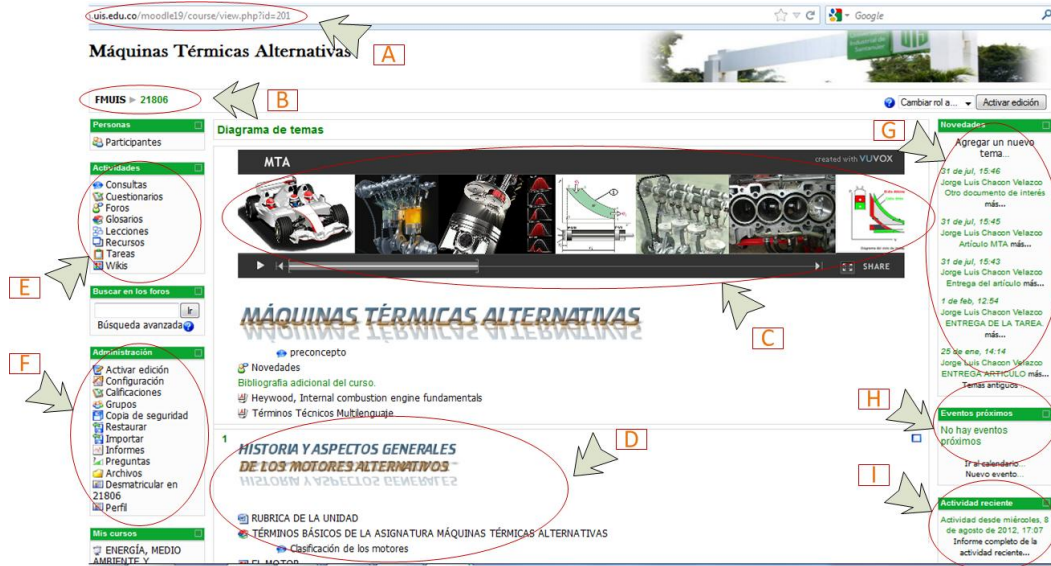 .uis.edu.co/moodle19/course/view.php?id=201
Google
A
Máquinas Térmicas Alternativas
UIS
FMUIS ► 21806
B
Cambiar rol a...
Activar edición
Personas
Participantes
Actividades
Consultas
Cuestionarios
Foros
Glosarios
Lecciones
Recursos
Tareas
Wikis
E
Buscar en los foros
Ir
Búsqueda avanzada
F
Administración
Activar edición
Configuración
Calificaciones
Grupos
Copia de seguridad
Restaurar
Importar
Informes
Preguntas
Archivos
Desmatricular en
21806
Perfil
Mis cursos
ENERGÍA, MEDIO
AMBIENTE Y
Diagrama de temas
MTA
created with VUVOX
SHARE
C
MÁQUINAS TÉRMICAS ALTERNATIVAS
preconcepto
Novedades
Bibliografia adicional del curso.
Heywood, Internal combustion engine fundamentals
Términos Técnicos Multilenguaje
1
HISTORIA Y ASPECTOS GENERALES
DE LOS MOTORES ALTERNATIVOS
D
RUBRICA DE LA UNIDAD
TÉRMINOS BÁSICOS DE LA ASIGNATURA MÁQUINAS TÉRMICAS ALTERNATIVAS
Clasificación de los motores
EL MOTOR
G
Novedades
Agregar un nuevo
tema...
31 de jul, 15:46
Jorge Luis Chacon Velazco
Otro documento de interés
más...
31 de jul, 15:45
Jorge Luis Chacon Velazco
Artículo MTA más...
31 de jul, 15:43
Jorge Luis Chacon Velazco
Entrega del artículo más...
1 de feb, 12:54
Jorge Luis Chacon Velazco
ENTREGA DE LA TAREA.
más...
25 de ene, 14:14
Jorge Luis Chacon Velazco
ENTREGA ARTICULO más...
Temas antiguos ...
H
Eventos próximos
No hay eventos
próximos
Ir al calendario...
Nuevo evento...
I
Actividad reciente
Actividad desde miércoles, 8
de agosto de 2012, 17:07
Informe completo de la
actividad reciente...